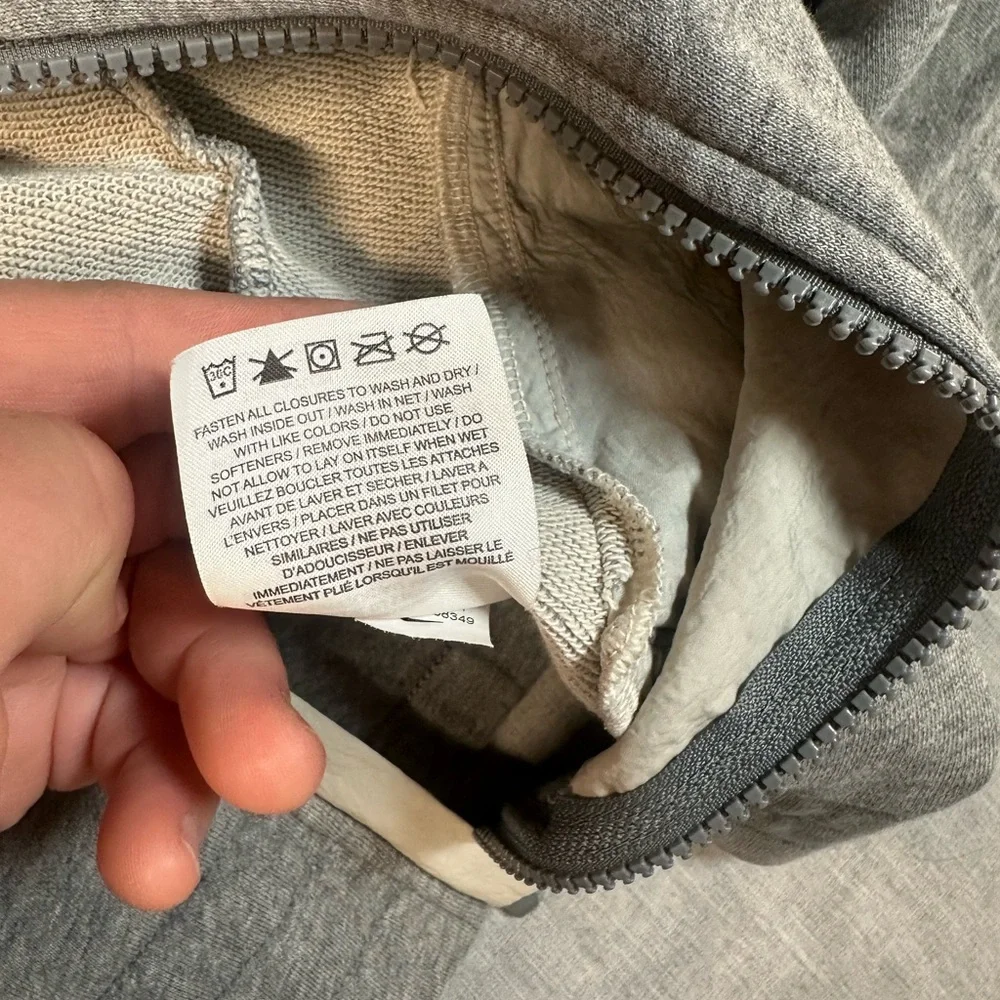 30C
FASTEN ALL CLOSURES TO WASH AND DRY /
WASH INSIDE OUT / WASH IN NET / WASH
WITH LIKE COLORS / DO NOT USE
SOFTENERS / REMOVE IMMEDIATELY / DO
NOT ALLOW TO LAY ON ITSELF WHEN WET
VEUILLEZ BOUGLER TOUTES LES ATTACHES
AVANT DE LAVER ET SECHER / LAVER A
L'ENVERS / PLACER DANS UN FILET POUR
NETTOYER / LAVER AVEC COULEURS
SIMILAIRES / NE PAS UTILISER
D'ADOUCISSEUR / ENLEVER
IMMEDIATEMENT / NE PAS LAISSER LE
VÊTEMENT PLIÉ LORSQU'IL EST MOUILLÉ
8349